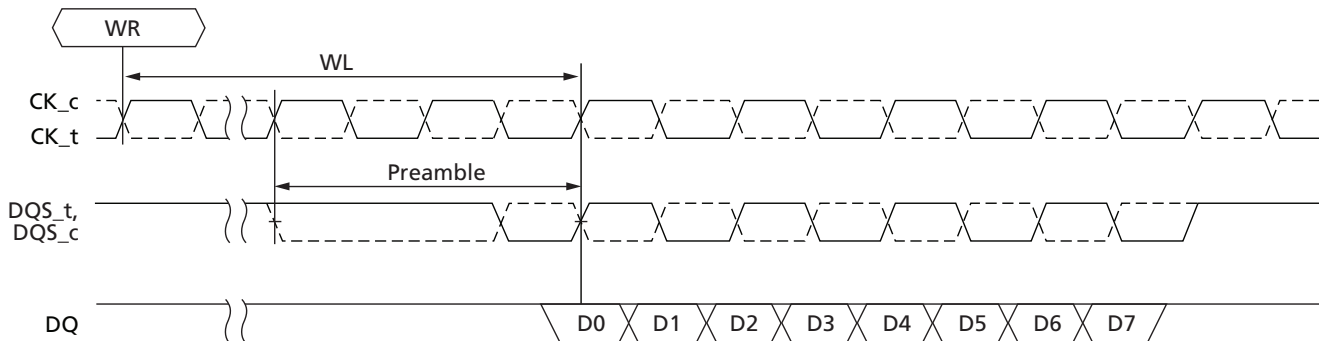 WR
WL
CK_c
CK_t
Preamble
DQS_t,
DQS_c
DQ
D0 D1 D2 D3 D4 D5 D6 D7